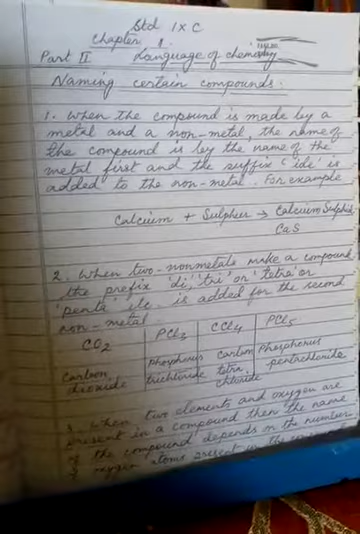 Std IX C
Chapter 1.
Part II Language of chemistry
Naming certain compounds.
1. When the compound is made by a
metal and a non-metal, the name of
the compound is by the name of the
metal first and the suffix 'ide' is
added to the non-metal. For example
Calcium + Sulpher → Calcium Sulphide
CaS
2. When two-nonmetals make a compound
the prefix 'di', 'tri' or 'tetra' or
'penta' etc. is added for the second
non-metal.
CO2 PCl3 CCl4 PCl5
Carbon dioxide Phosphorus trichloride Carbon tetra chloride Phosphorus pentachloride
3. When two elements and oxygen are
present in a compound then the name
of the compound depends on the number
of oxygen atoms present in the